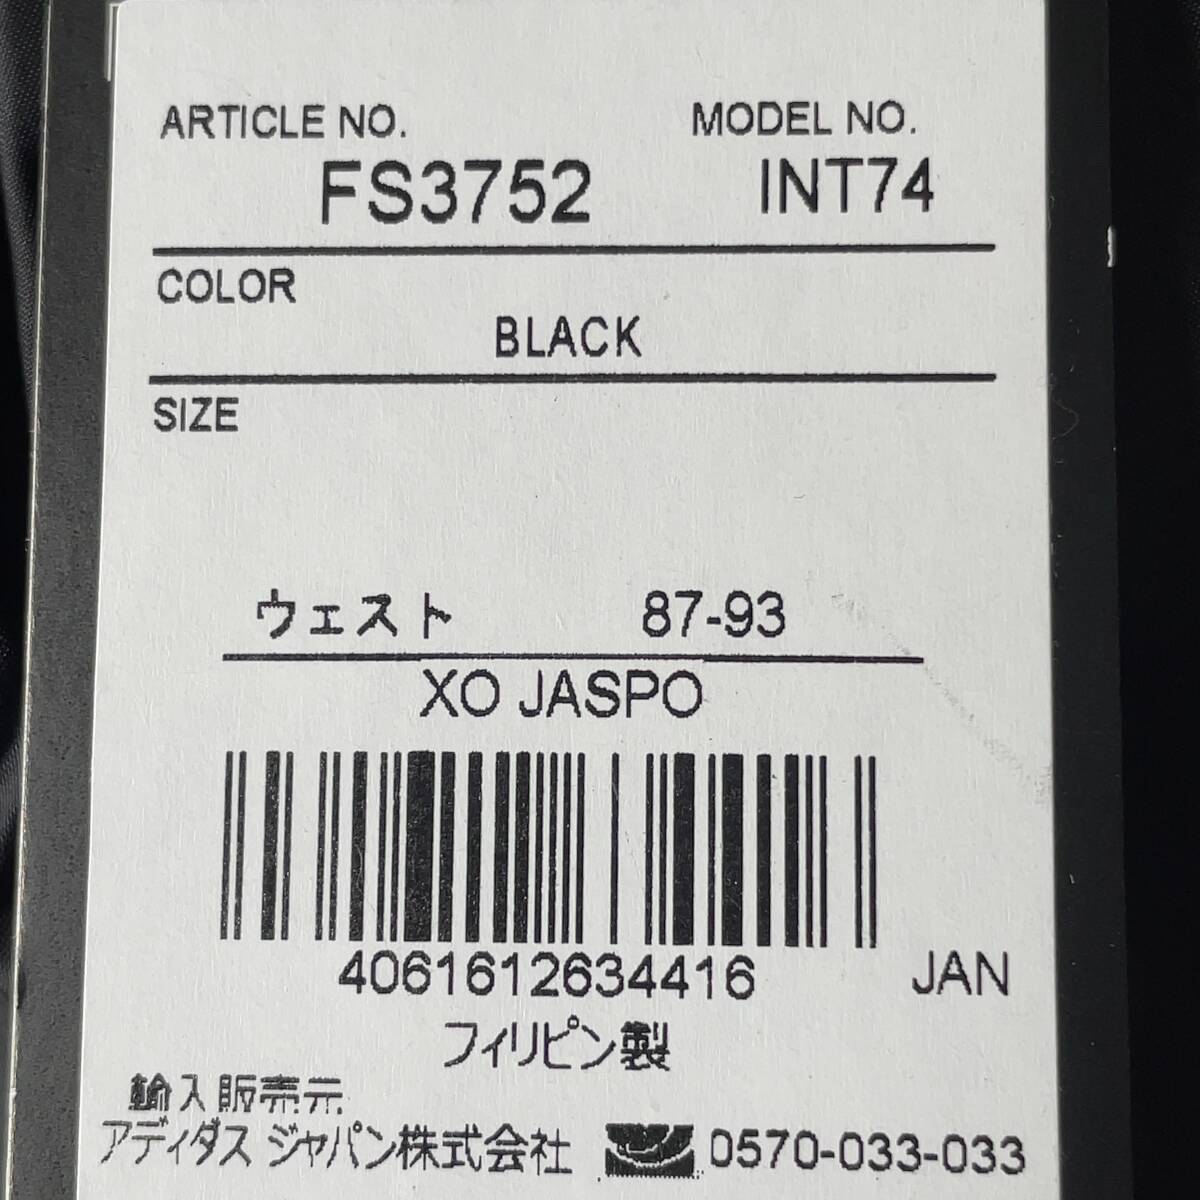 ARTICLE NO. MODEL NO.
FS3752 INT74
COLOR
BLACK
SIZE
ウェスト 87-93
XO JASPO
4061612634416 JAN
フィリピン製
輸入販売元
アディダス ジャパン株式会社 0570-033-033